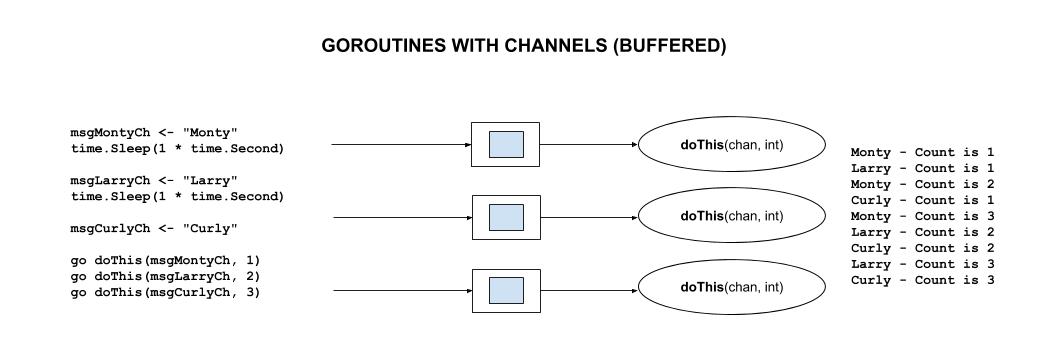 GOROUTINES WITH CHANNELS (BUFFERED)
msgMontyCh <- "Monty"
time.Sleep(1 * time.Second)
msgLarryCh <- "Larry"
time.Sleep(1 * time.Second)
msgCurlyCh <- "Curly"
go doThis(msgMontyCh, 1)
go doThis(msgLarryCh, 2)
go doThis(msgCurlyCh, 3)
doThis(chan, int)
doThis(chan, int)
doThis(chan, int)
Monty - Count is 1
Larry - Count is 1
Monty - Count is 2
Curly - Count is 1
Monty - Count is 3
Larry - Count is 2
Curly - Count is 2
Larry - Count is 3
Curly - Count is 3